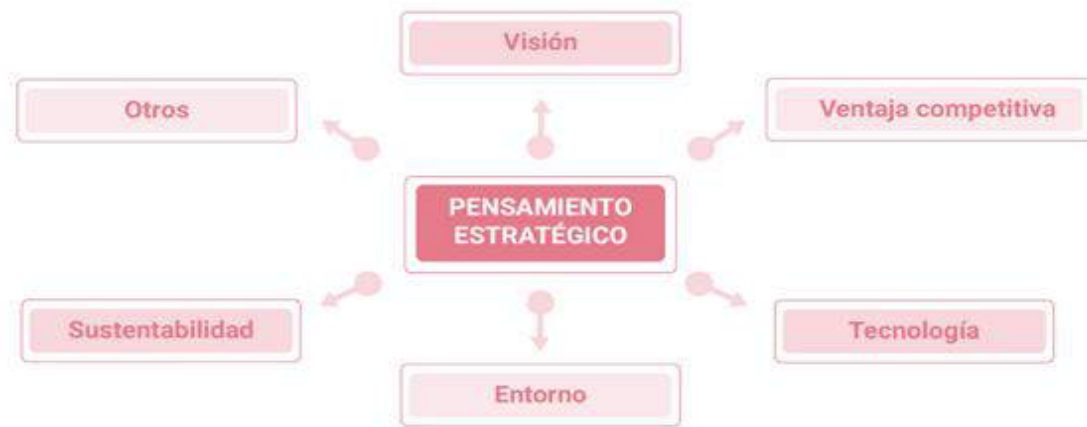 Visión
Otros
Ventaja competitiva
PENSAMIENTO
ESTRATÉGICO
Sustentabilidad
Tecnología
Entorno